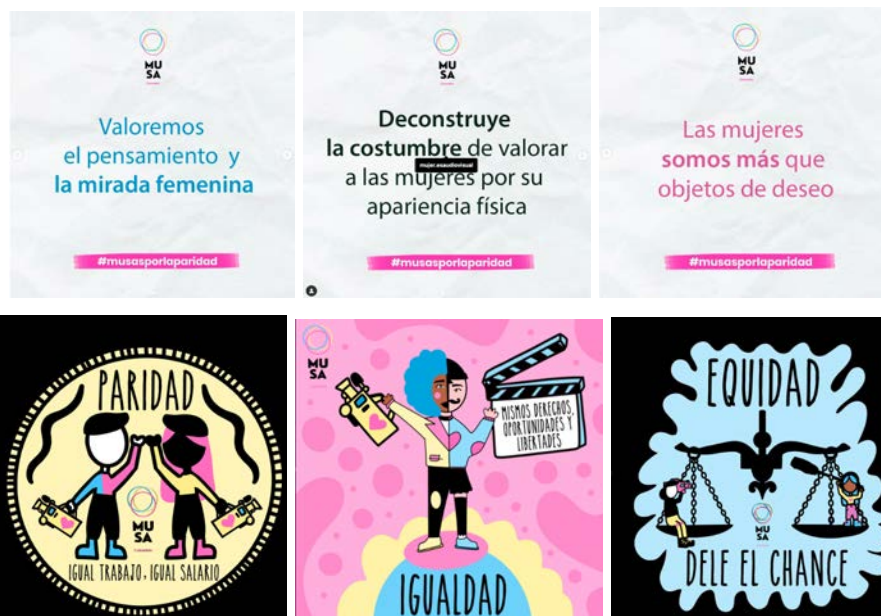 MU
SA
Valoremos
el pensamiento y
la mirada femenina
#musasporlaparidad
MU
SA
Deconstruye
la costumbre de valorar
mujer.esaudiovisual
a las mujeres por su
apariencia física
#musasporlaparidad
MU
SA
Las mujeres
somos más que
objetos de deseo
#musasporlaparidad
PARIDAD
MU
SA
IGUAL TRABAJO, IGUAL SALARIO
MU
SA
MISMOS DERECHOS,
OPORTUNIDADES Y
LIBERTADES
IGUALDAD
EQUIDAD
MU
SA
DELE EL CHANCE